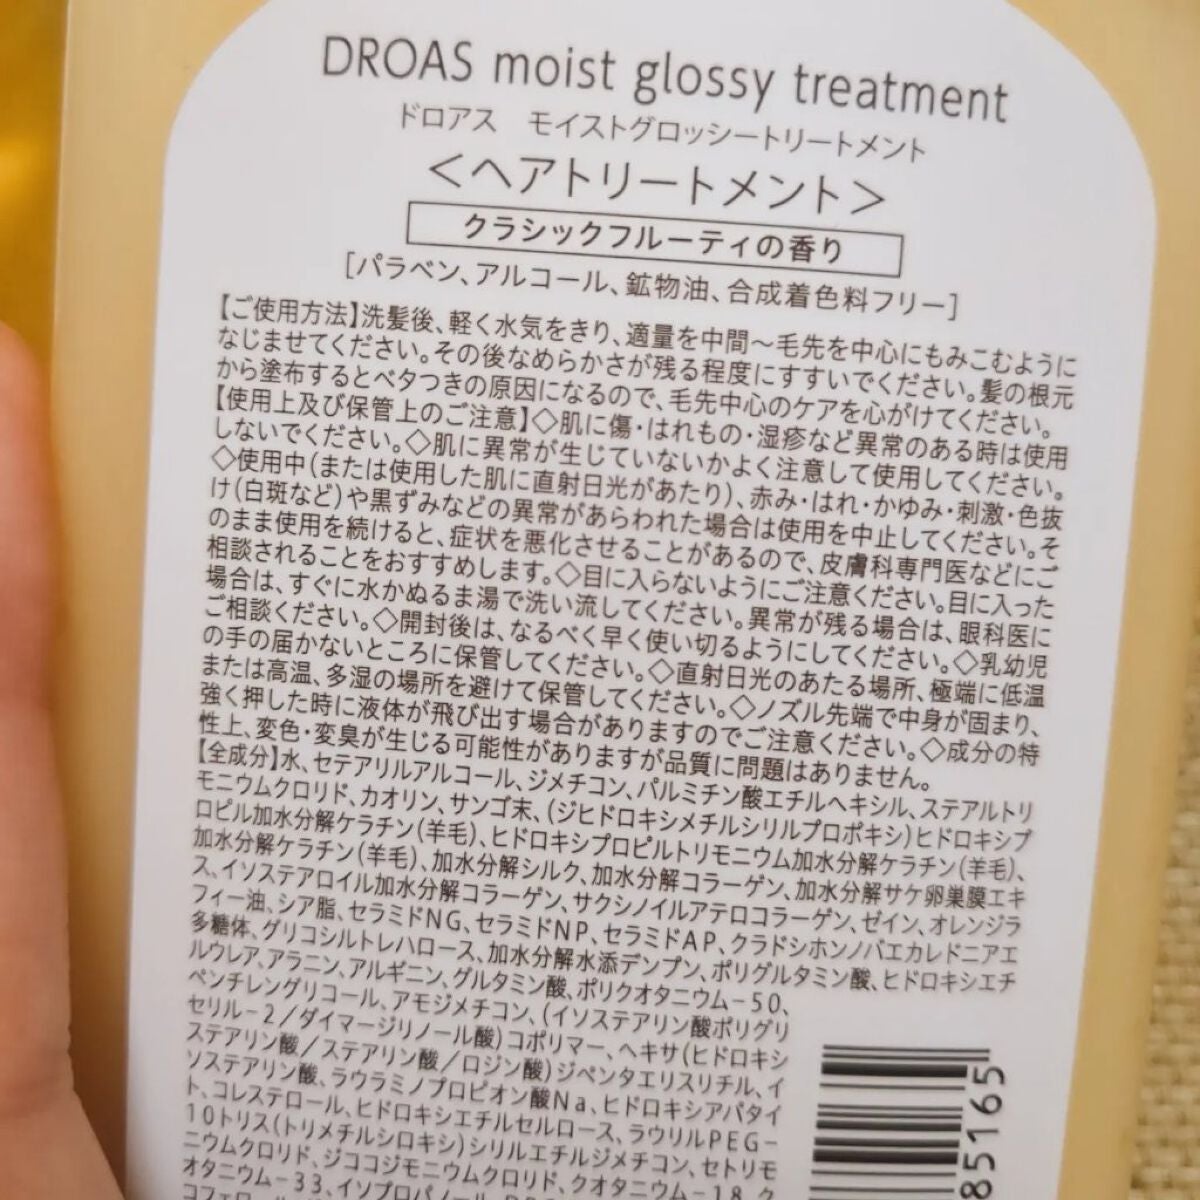 DROAS moist glossy treatment
ドロアス　モイストグロッシートリートメント
＜ヘアトリートメント＞
クラシックフルーティの香り
[パラベン、アルコール、鉱物油、合成着色料フリー]
【ご使用方法】洗髪後、軽く水気をきり、適量を中間～毛先を中心にもみこむように
なじませてください。その後なめらかさが残る程度にすすいでください。髪の根元
から塗布するとベタつきの原因になるので、毛先中心のケアを心がけてください。
【使用上及び保管上のご注意】◇肌に傷・はれもの・湿疹など異常のある時は使用
しないでください。◇肌に異常が生じていないかよく注意して使用してください。
◇使用中(または使用した肌に直射日光があたり)、赤み・はれ・かゆみ・刺激・色抜
け(白斑など)や黒ずみなどの異常があらわれた場合は使用を中止してください。そ
のまま使用を続けると、症状を悪化させることがあるので、皮膚科専門医などにご
相談されることをおすすめします。◇目に入らないようにご注意ください。目に入った
場合は、すぐに水かぬるま湯で洗い流してください。異常が残る場合は、眼科医に
ご相談ください。◇開封後は、なるべく早く使い切るようにしてください。◇乳幼児
の手の届かないところに保管してください。◇直射日光のあたる場所、極端に低温
または高温、多湿の場所を避けて保管してください。◇ノズル先端で中身が固まり、
強く押した時に液体が飛び出す場合がありますのでご注意ください。◇成分の特
性上、変色・変臭が生じる可能性がありますが品質に問題はありません。
【全成分】水、セテアリルアルコール、ジメチコン、パルミチン酸エチルヘキシル、ステアルトリ
モニウムクロリド、カオリン、サンゴ末、(ジヒドロキシメチルシリルプロポキシ)ヒドロキシプ
ロピル加水分解ケラチン(羊毛)、ヒドロキシプロピルトリモニウム加水分解ケラチン(羊毛)、
加水分解ケラチン(羊毛)、加水分解シルク、加水分解コラーゲン、加水分解サケ卵巣膜エキ
ス、イソステアロイル加水分解コラーゲン、サクシノイルアテロコラーゲン、ゼイン、オレンジラ
フィー油、シア脂、セラミドNG、セラミドNP、セラミドAP、クラドシホンノバエカレドニアエ
多糖体、グリコシルトレハロース、加水分解水添デンプン、ポリグルタミン酸、ヒドロキシエチ
ルウレア、アラニン、アルギニン、グルタミン酸、ポリクオタニウム－50、
ペンチレングリコール、アモジメチコン、(イソステアリン酸ポリグリ
セリル－2／ダイマージリノール酸)コポリマー、ヘキサ(ヒドロキシ
ステアリン酸／ステアリン酸／ロジン酸)ジペンタエリスリチル、イ
ソステアリン酸、ラウラミノプロピオン酸Na、ヒドロキシアパタイ
ト、コレステロール、ヒドロキシエチルセルロース、ラウリルPEG－
10トリス(トリメチルシロキシ)シリルエチルジメチコン、セトリモ
ニウムクロリド、ジココジモニウムクロリド、クオタニウム－18、ク
オタニウム－33、イソプロパノール、
85165